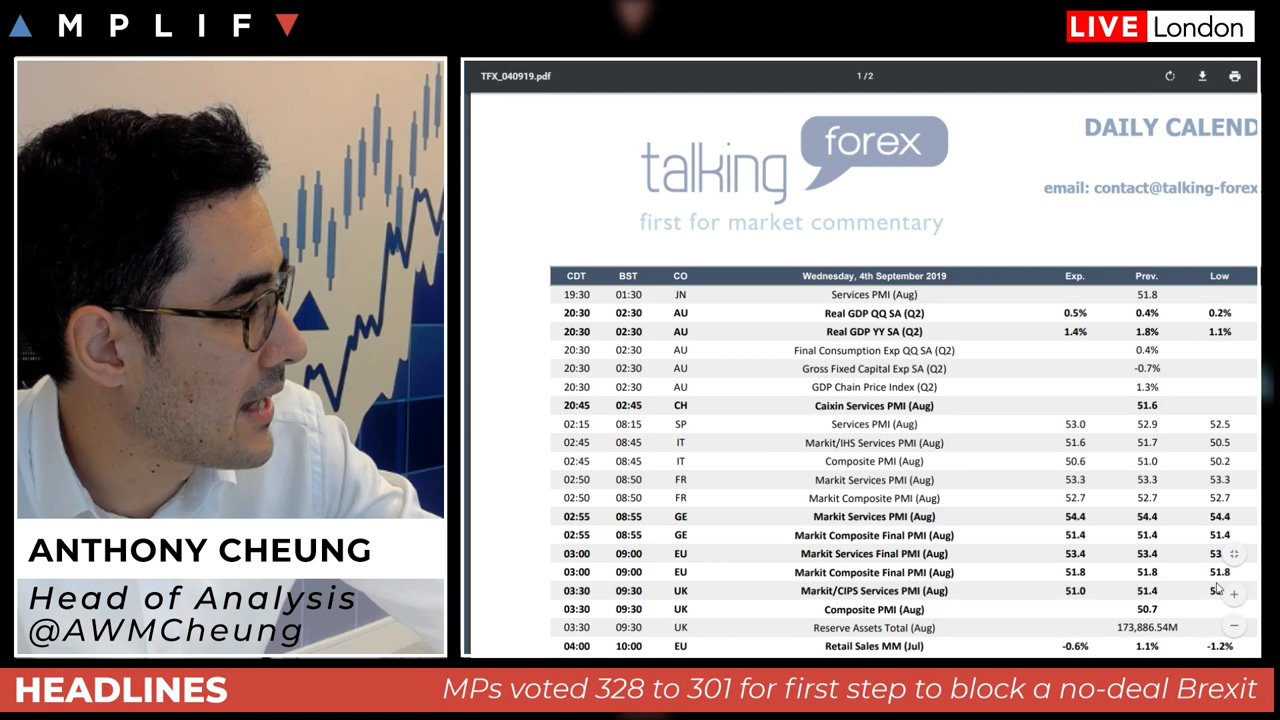 AMPLIFY
LIVE London
TFX_040919.pdf 1 / 2
talking forex
first for market commentary
DAILY CALEND
email: contact@talking-forex.
CDT BST CO Wednesday, 4th September 2019 Exp. Prev. Low
19:30 01:30 JN Services PMI (Aug) 51.8
20:30 02:30 AU Real GDP QQ SA (Q2) 0.5% 0.4% 0.2%
20:30 02:30 AU Real GDP YY SA (Q2) 1.4% 1.8% 1.1%
20:30 02:30 AU Final Consumption Exp QQ SA (Q2) 0.4%
20:30 02:30 AU Gross Fixed Capital Exp SA (Q2) -0.7%
20:30 02:30 AU GDP Chain Price Index (Q2) 1.3%
20:45 02:45 CH Caixin Services PMI (Aug) 51.6
02:15 08:15 SP Services PMI (Aug) 53.0 52.9 52.5
02:45 08:45 IT Markit/IHS Services PMI (Aug) 51.6 51.7 50.5
02:45 08:45 IT Composite PMI (Aug) 50.6 51.0 50.2
02:50 08:50 FR Markit Services PMI (Aug) 53.3 53.3 53.3
02:50 08:50 FR Markit Composite PMI (Aug) 52.7 52.7 52.7
02:55 08:55 GE Markit Services PMI (Aug) 54.4 54.4 54.4
02:55 08:55 GE Markit Composite Final PMI (Aug) 51.4 51.4 51.4
03:00 09:00 EU Markit Services Final PMI (Aug) 53.4 53.4 53
03:00 09:00 EU Markit Composite Final PMI (Aug) 51.8 51.8 51.8
03:30 09:30 UK Markit/CIPS Services PMI (Aug) 51.0 51.4
03:30 09:30 UK Composite PMI (Aug) 50.7
03:30 09:30 UK Reserve Assets Total (Aug) 173,886.54M
04:00 10:00 EU Retail Sales MM (Jul) -0.6% 1.1% -1.2%
ANTHONY CHEUNG
Head of Analysis
@AWMCheung
HEADLINES MPs voted 328 to 301 for first step to block a no-deal Brexit